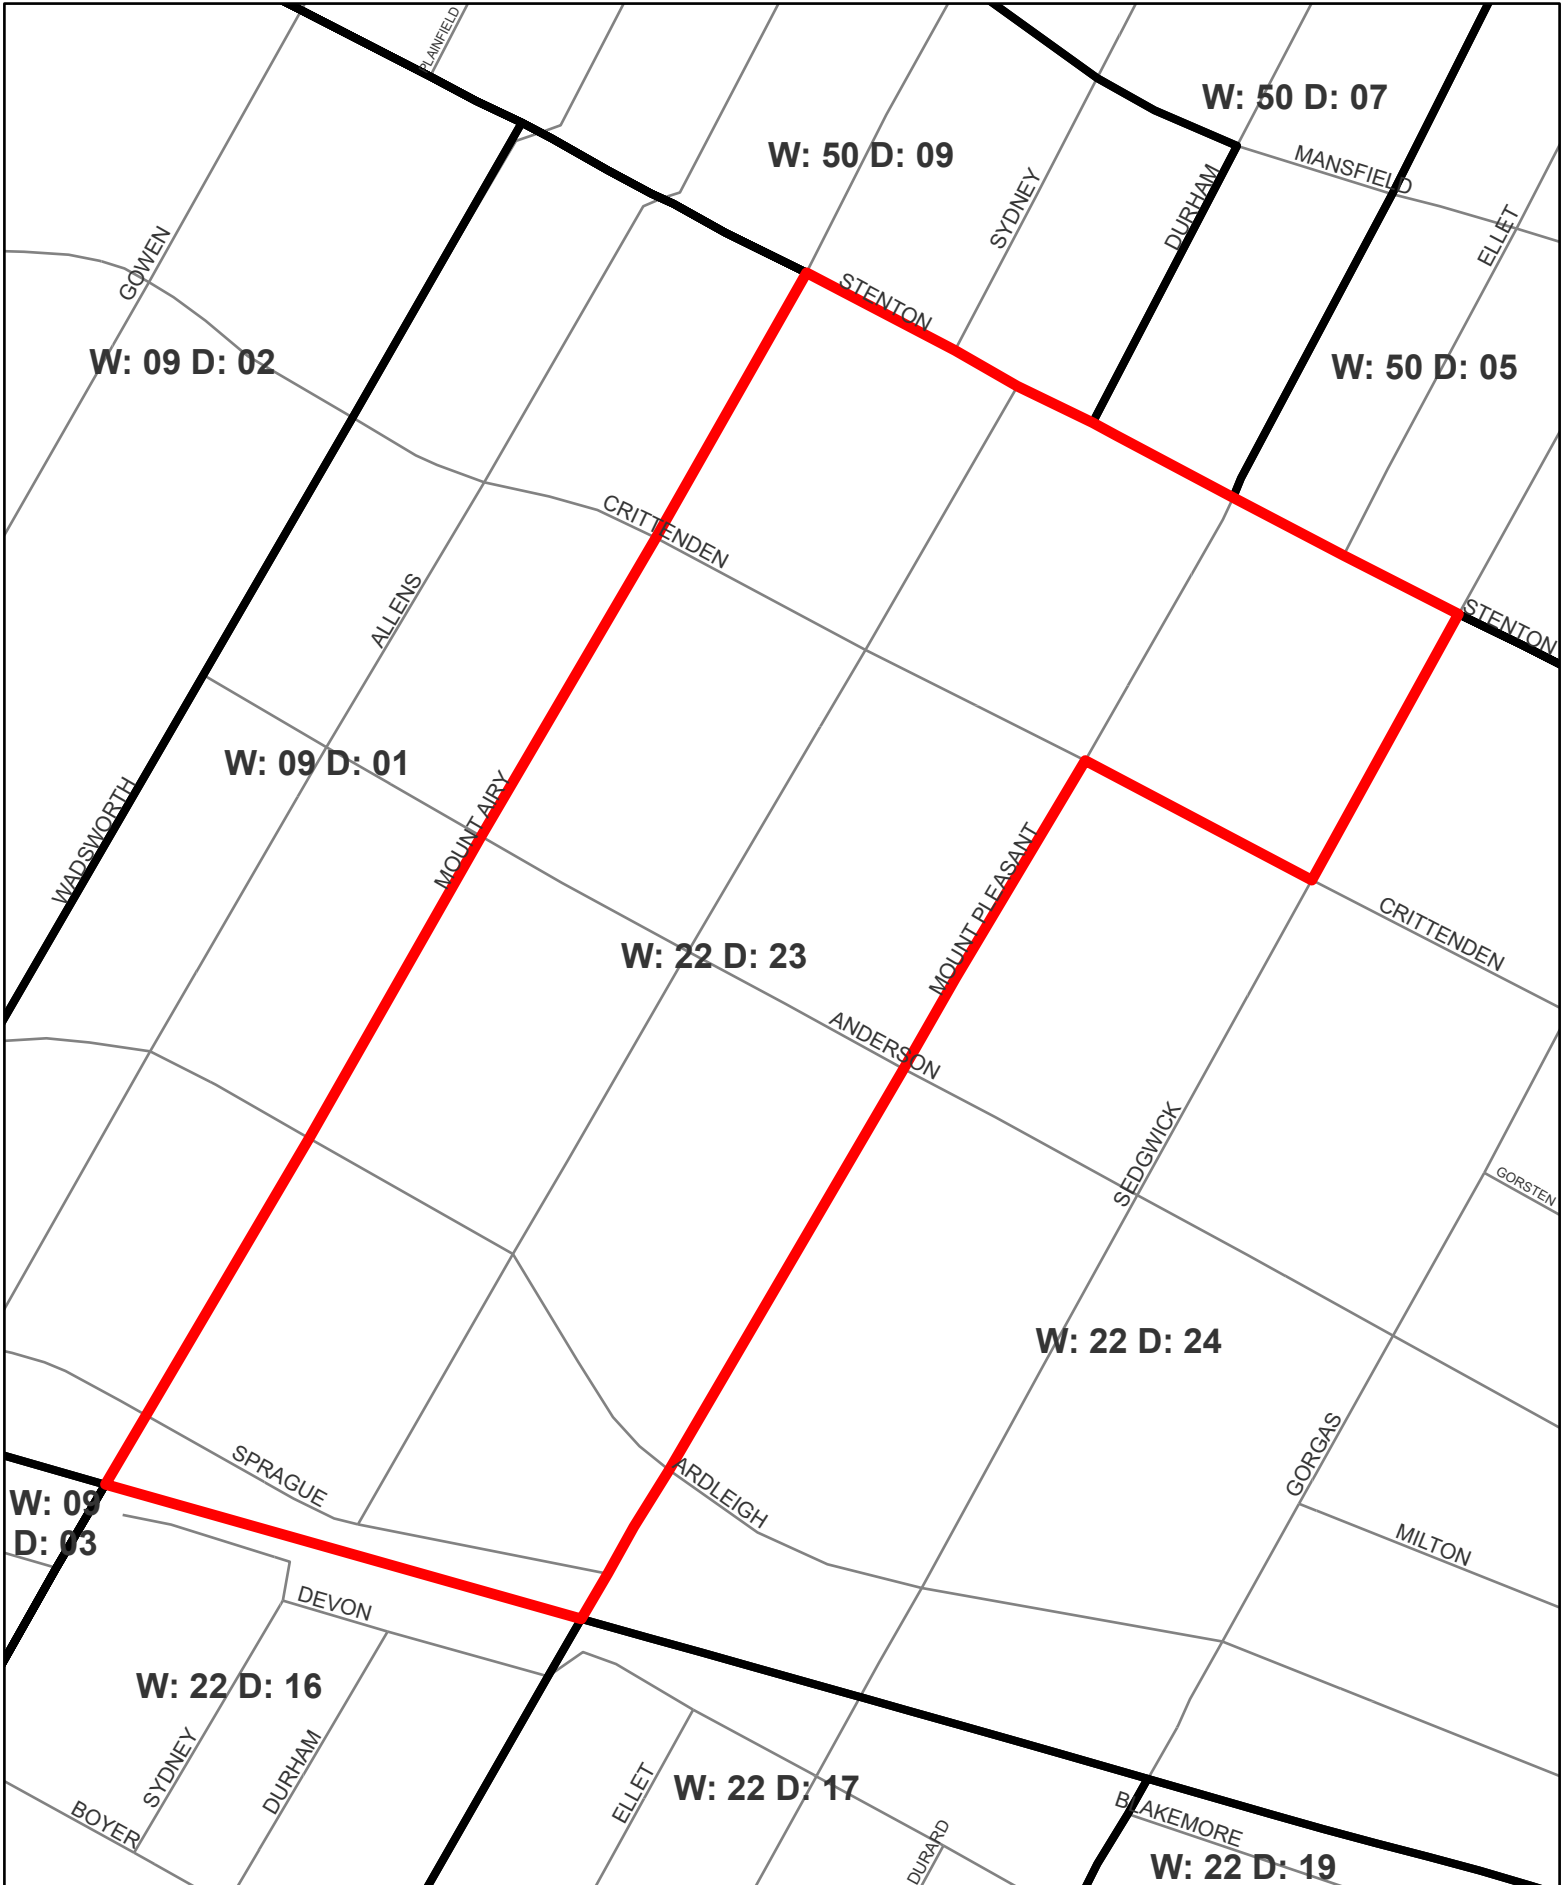 PLAINFIELD
W: 50 D: 07
W: 50 D: 09
MANSFIELD
SYDNEY
DURHAM
ELLET
GOWEN
STENTON
W: 09 D: 02
W: 50 D: 05
CRITTENDEN
ALLENS
STENTON
W: 09 D: 01
WADSWORTH
MOUNT AIRY
MOUNT PLEASANT
CRITTENDEN
W: 22 D: 23
ANDERSON
SEDGWICK
GORSTEN
W: 22 D: 24
GORGAS
SPRAGUE
ARDLEIGH
W: 09
D: 03
MILTON
DEVON
W: 22 D: 16
SYDNEY
DURHAM
ELLET
W: 22 D: 17
BOYER
BLAKEMORE
DURARD
W: 22 D: 19